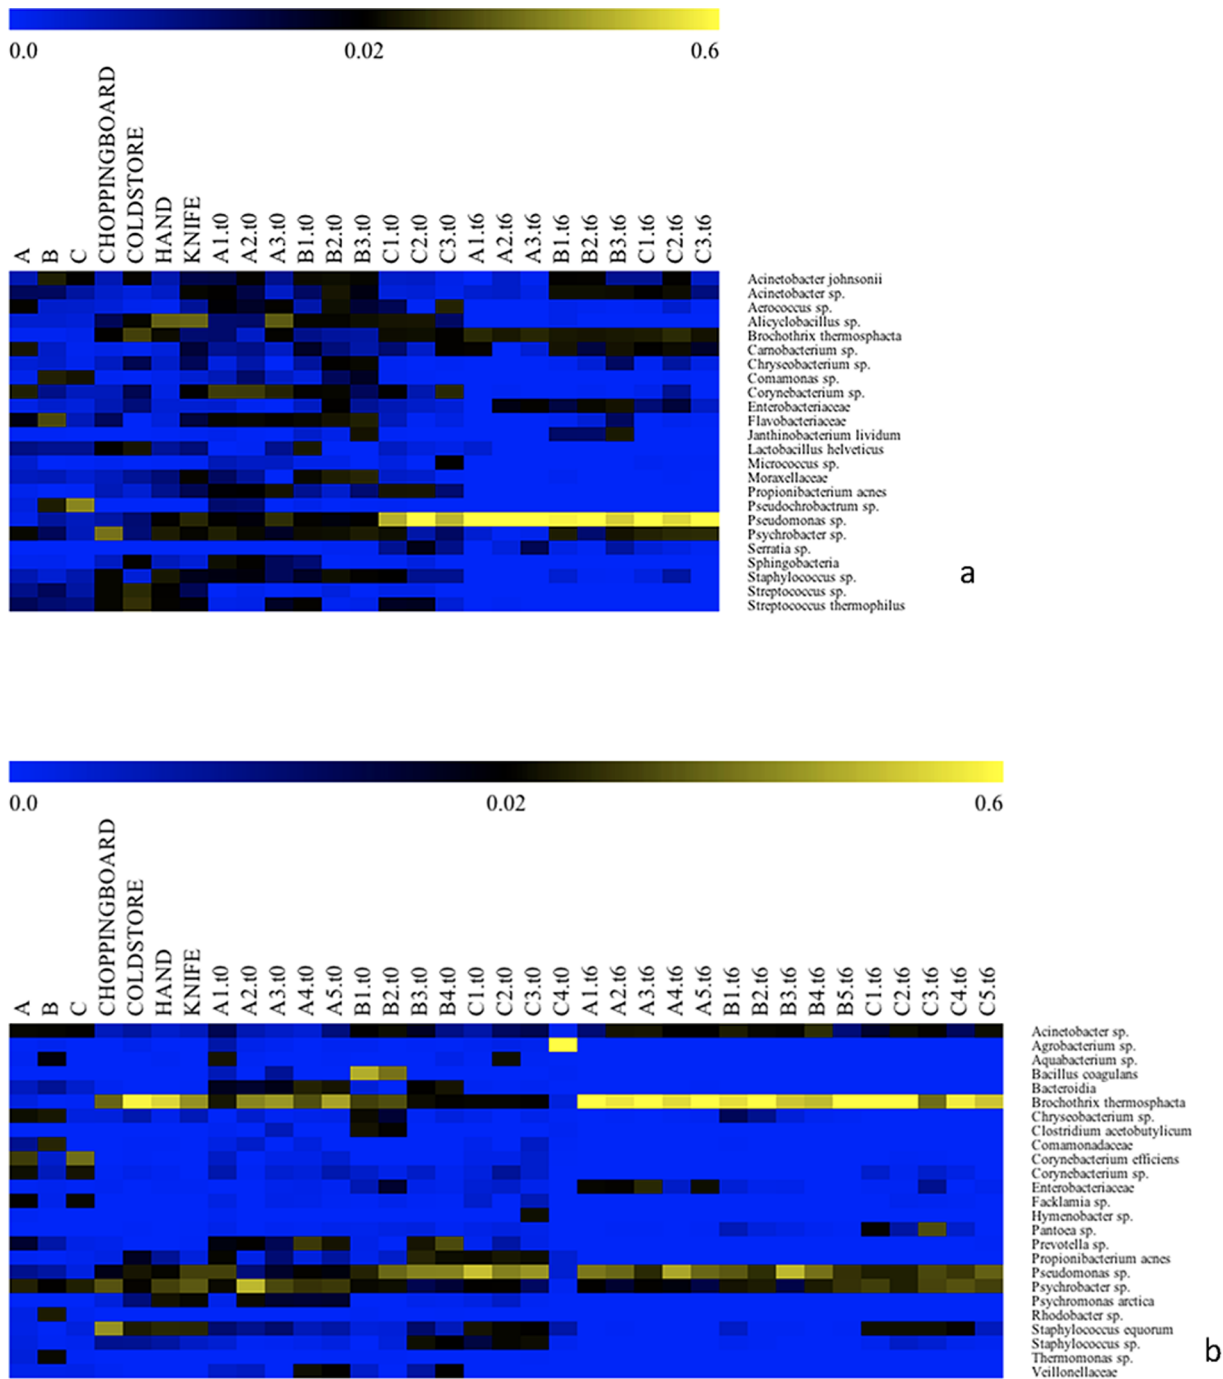 0.0 0.02 0.6
A B C CHOPPINGBOARD COLDSTORE HAND KNIFE A1.t0 A2.t0 A3.t0 B1.t0 B2.t0 B3.t0 C1.t0 C2.t0 C3.t0 A1.t6 A2.t6 A3.t6 B1.t6 B2.t6 B3.t6 C1.t6 C2.t6 C3.t6
Acinetobacter johnsonii
Acinetobacter sp.
Aerococcus sp.
Alicyclobacillus sp.
Brochothrix thermosphacta
Carnobacterium sp.
Chryseobacterium sp.
Comamonas sp.
Corynebacterium sp.
Enterobacteriaceae
Flavobacteriaceae
Janthinobacterium lividum
Lactobacillus helveticus
Micrococcus sp.
Moraxellaceae
Propionibacterium acnes
Pseudochrobactrum sp.
Pseudomonas sp.
Psychrobacter sp.
Serratia sp.
Sphingobacteria
Staphylococcus sp.
Streptococcus sp.
Streptococcus thermophilus
a
0.0 0.02 0.6
A B C CHOPPINGBOARD COLDSTORE HAND KNIFE A1.t0 A2.t0 A3.t0 A4.t0 A5.t0 B1.t0 B2.t0 B3.t0 B4.t0 C1.t0 C2.t0 C3.t0 C4.t0 A1.t6 A2.t6 A3.t6 A4.t6 A5.t6 B1.t6 B2.t6 B3.t6 B4.t6 B5.t6 C1.t6 C2.t6 C3.t6 C4.t6 C5.t6
Acinetobacter sp.
Agrobacterium sp.
Aquabacterium sp.
Bacillus coagulans
Bacteroidia
Brochothrix thermosphacta
Chryseobacterium sp.
Clostridium acetobutylicum
Comamonadaceae
Corynebacterium efficiens
Corynebacterium sp.
Enterobacteriaceae
Facklamia sp.
Hymenobacter sp.
Pantoea sp.
Prevotella sp.
Propionibacterium acnes
Pseudomonas sp.
Psychrobacter sp.
Psychromonas arctica
Rhodobacter sp.
Staphylococcus equorum
Staphylococcus sp.
Thermomonas sp.
Veillonellaceae
b